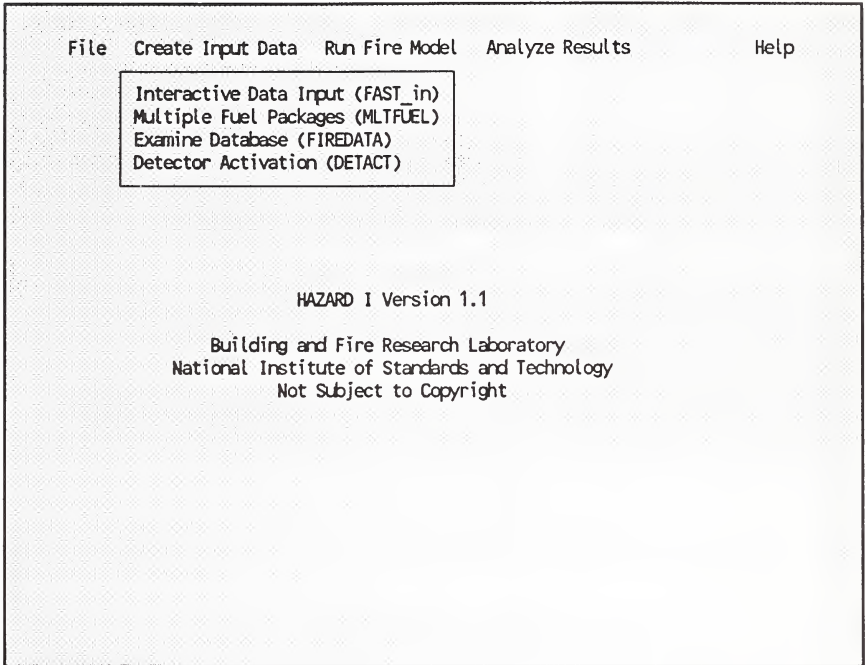 File Create Input Data Run Fire Model Analyze Results Help
Interactive Data Input (FAST_in)
Multiple Fuel Packages (MLTFUEL)
Examine Database (FIREDATA)
Detector Activation (DETACT)
HAZARD I Version 1.1
Building and Fire Research Laboratory
National Institute of Standards and Technology
Not Subject to Copyright